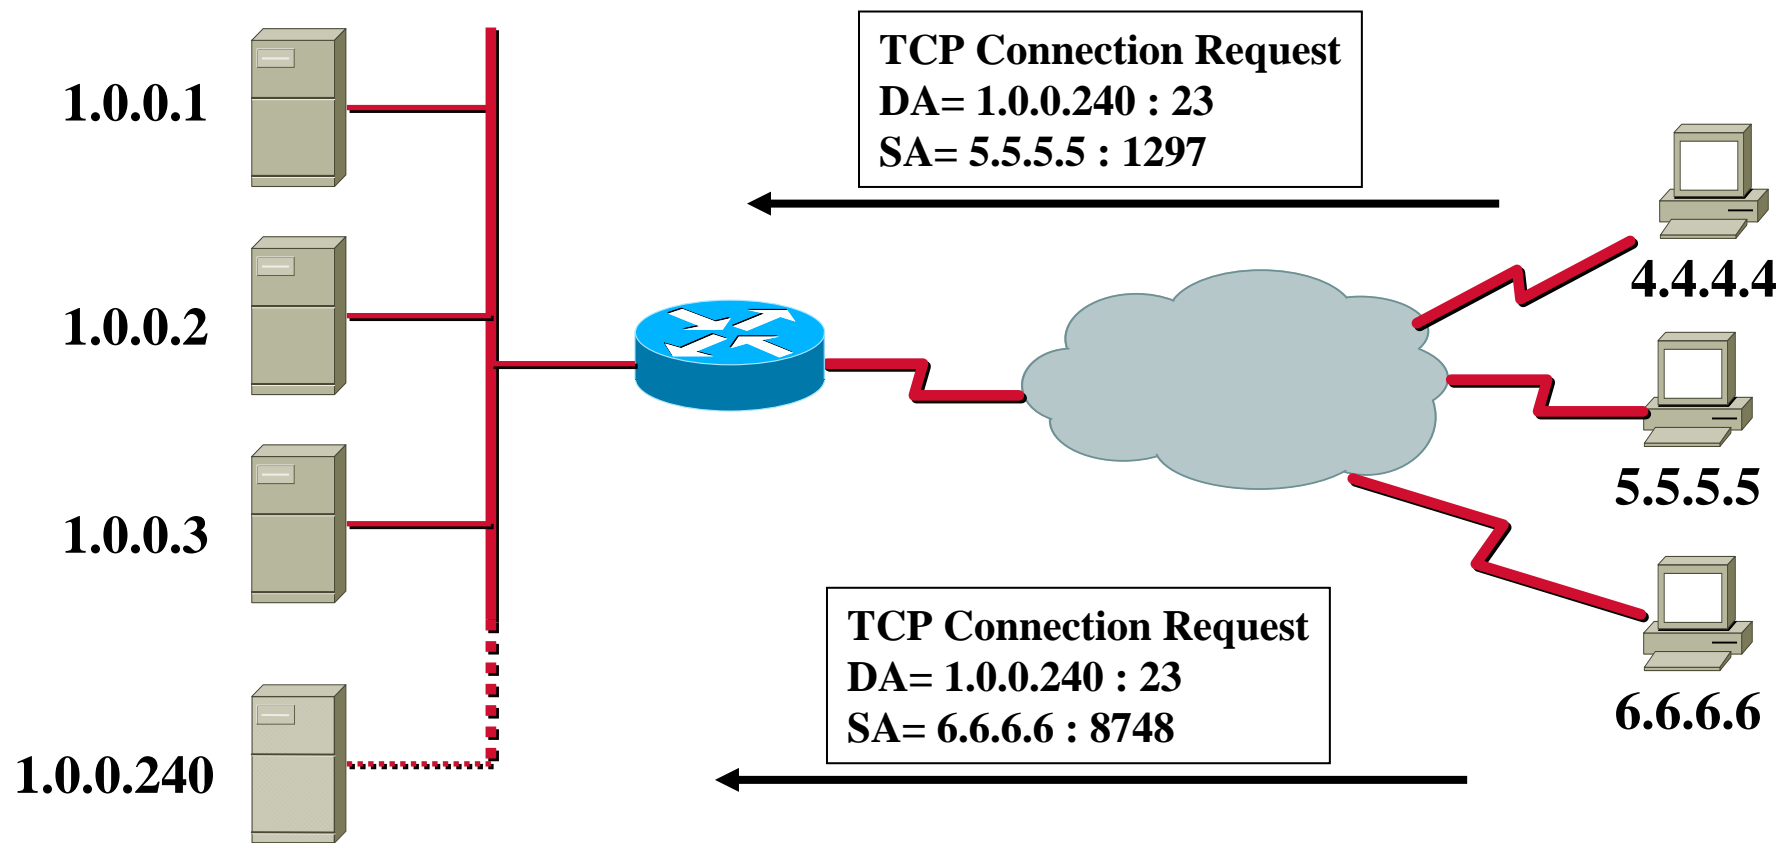 TCP Connection Request
DA= 1.0.0.240 : 23
SA= 5.5.5.5 : 1297
1.0.0.1
4.4.4.4
1.0.0.2
5.5.5.5
1.0.0.3
TCP Connection Request
DA= 1.0.0.240 : 23
SA= 6.6.6.6 : 8748
6.6.6.6
1.0.0.240